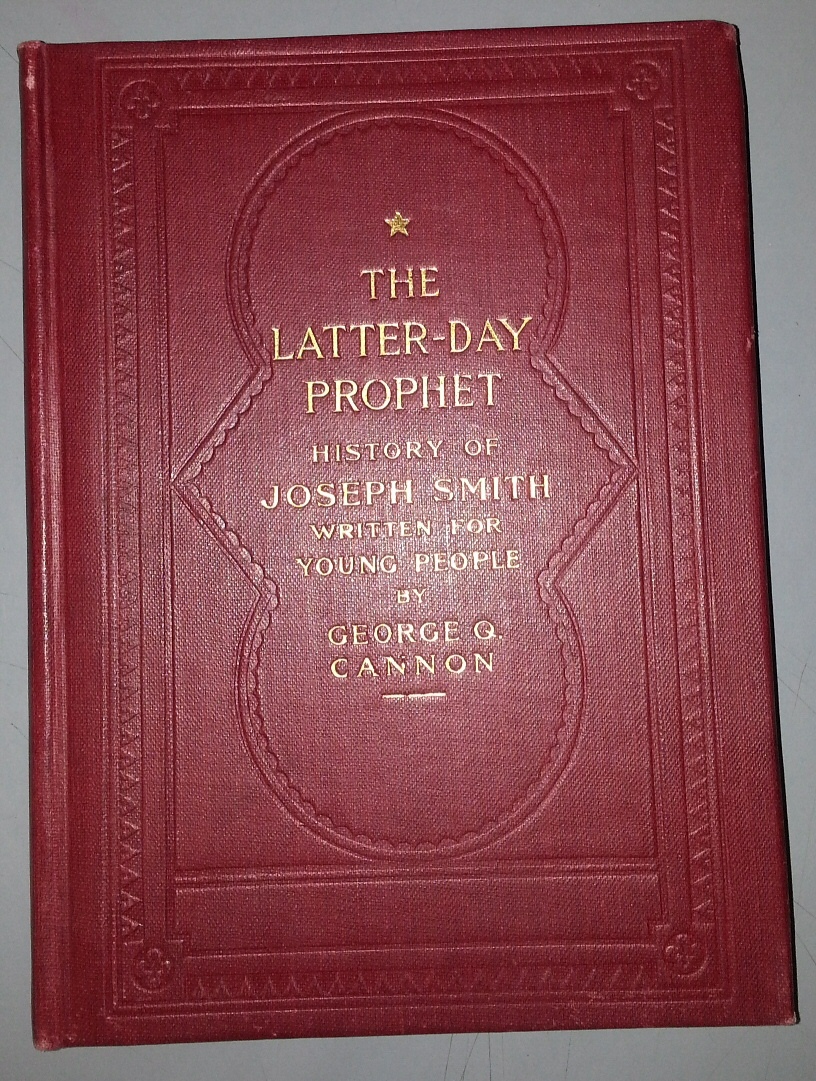 THE
LATTER-DAY
PROPHET
HISTORY OF
JOSEPH SMITH
WRITTEN FOR
YOUNG PEOPLE
BY
GEORGE Q.
CANNON